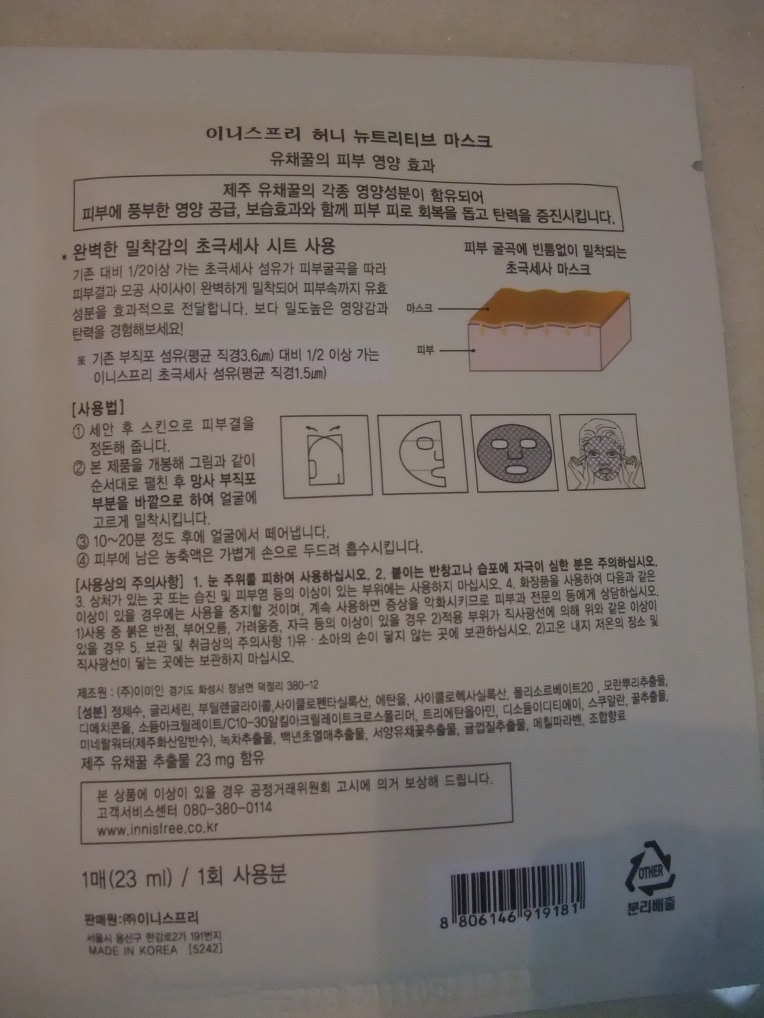 이니스프리 허니 뉴트리티브 마스크
유채꿀의 피부 영양 효과
제주 유채꿀의 각종 영양성분이 함유되어
피부에 풍부한 영양 공급, 보습효과와 함께 피부 피로 회복을 돕고 탄력을 증진시킵니다.
* 완벽한 밀착감의 초극세사 시트 사용
기존 대비 1/2이상 가는 초극세사 섬유가 피부굴곡을 따라
피부결과 모공 사이사이 완벽하게 밀착되어 피부속까지 유효
성분을 효과적으로 전달합니다. 보다 밀도높은 영양감과
탄력을 경험해보세요!
※ 기존 부직포 섬유(평균 직경3.6㎛) 대비 1/2 이상 가는
이니스프리 초극세사 섬유(평균 직경1.5㎛)
피부 굴곡에 빈틈없이 밀착되는
초극세사 마스크
마스크
피부
[사용법]
① 세안 후 스킨으로 피부결을
정돈해 줍니다.
② 본 제품을 개봉해 그림과 같이
순서대로 펼친 후 망사 부직포
부분을 바깥으로 하여 얼굴에
고르게 밀착시킵니다.
③ 10~20분 정도 후에 얼굴에서 떼어냅니다.
④ 피부에 남은 농축액은 가볍게 손으로 두드려 흡수시킵니다.
[사용상의 주의사항] 1. 눈 주위를 피하여 사용하십시오. 2. 붙이는 반창고나 습포에 자극이 심한 분은 주의하십시오.
3. 상처가 있는 곳 또는 습진 및 피부염 등의 이상이 있는 부위에는 사용하지 마십시오. 4. 화장품을 사용하여 다음과 같은
이상이 있을 경우에는 사용을 중지할 것이며, 계속 사용하면 증상을 악화시키므로 피부과 전문의 등에게 상담하십시오.
1)사용 중 붉은 반점, 부어오름, 가려움증, 자극 등의 이상이 있을 경우 2)적용 부위가 직사광선에 의해 위와 같은 이상이
있을 경우 5. 보관 및 취급상의 주의사항 1)유 · 소아의 손이 닿지 않는 곳에 보관하십시오. 2)고온 내지 저온의 장소 및
직사광선이 닿는 곳에는 보관하지 마십시오.
제조원 : (주)이미인 경기도 화성시 정남면 덕절리 380-12
[성분] 정제수, 글리세린, 부틸렌글라이콜,사이클로펜타실록산, 에탄올, 사이클로헥사실록산, 폴리소르베이트20 , 모란뿌리추출물,
디메치콘올, 소듐아크릴레이트/C10-30알킬아크릴레이트크로스폴리머, 트리에탄올아민, 디소듐이디티에이, 스쿠알란, 꿀추출물,
미네랄워터(제주화산암반수), 녹차추출물, 백년초열매추출물, 서양유채꽃추출물, 귤껍질추출물, 메칠파라벤, 조합향료
제주 유채꿀 추출물 23 mg 함유
본 상품에 이상이 있을 경우 공정거래위원회 고시에 의거 보상해 드립니다.
고객서비스센터 080-380-0114
www.innisfree.co.kr
1매(23 ml) / 1회 사용분
판매원:㈜이니스프리
서울시 용산구 한강로2가 191번지
MADE IN KOREA [5242]
8 806146 919181
OTHER
분리배출